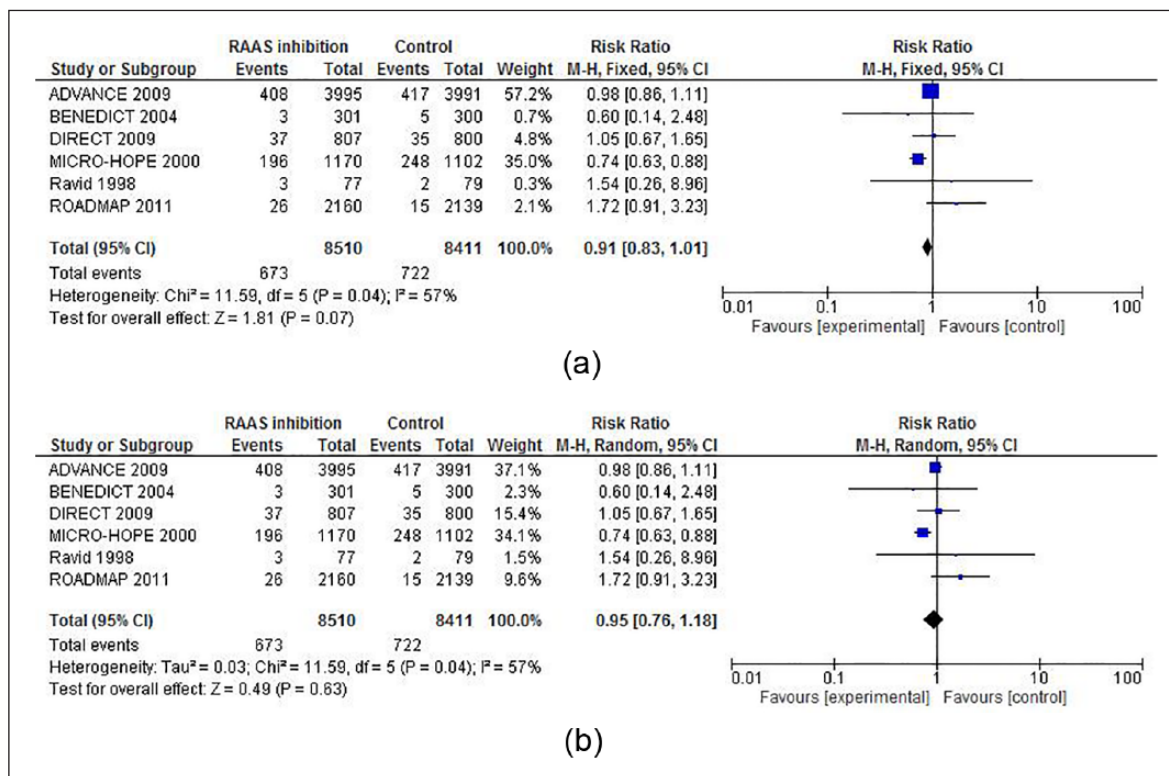 RAAS inhibition Control Risk Ratio Risk Ratio
Study or Subgroup Events Total Events Total Weight M-H, Fixed, 95% CI M-H, Fixed, 95% CI
ADVANCE 2009 408 3995 417 3991 57.2% 0.98 [0.86, 1.11]
BENEDICT 2004 3 301 5 300 0.7% 0.60 [0.14, 2.48]
DIRECT 2009 37 807 35 800 4.8% 1.05 [0.67, 1.65]
MICRO-HOPE 2000 196 1170 248 1102 35.0% 0.74 [0.63, 0.88]
Ravid 1998 3 77 2 79 0.3% 1.54 [0.26, 8.96]
ROADMAP 2011 26 2160 15 2139 2.1% 1.72 [0.91, 3.23]
Total (95% CI) 8510 8411 100.0% 0.91 [0.83, 1.01]
Total events 673 722
Heterogeneity: Chi² = 11.59, df = 5 (P = 0.04); I² = 57%
Test for overall effect: Z = 1.81 (P = 0.07)
0.01 0.1 1 10 100
Favours [experimental] Favours [control]
(a)
RAAS inhibition Control Risk Ratio Risk Ratio
Study or Subgroup Events Total Events Total Weight M-H, Random, 95% CI M-H, Random, 95% CI
ADVANCE 2009 408 3995 417 3991 37.1% 0.98 [0.86, 1.11]
BENEDICT 2004 3 301 5 300 2.3% 0.60 [0.14, 2.48]
DIRECT 2009 37 807 35 800 15.4% 1.05 [0.67, 1.65]
MICRO-HOPE 2000 196 1170 248 1102 34.1% 0.74 [0.63, 0.88]
Ravid 1998 3 77 2 79 1.5% 1.54 [0.26, 8.96]
ROADMAP 2011 26 2160 15 2139 9.6% 1.72 [0.91, 3.23]
Total (95% CI) 8510 8411 100.0% 0.95 [0.76, 1.18]
Total events 673 722
Heterogeneity: Tau² = 0.03; Chi² = 11.59, df = 5 (P = 0.04); I² = 57%
Test for overall effect: Z = 0.49 (P = 0.63)
0.01 0.1 1 10 100
Favours [experimental] Favours [control]
(b)